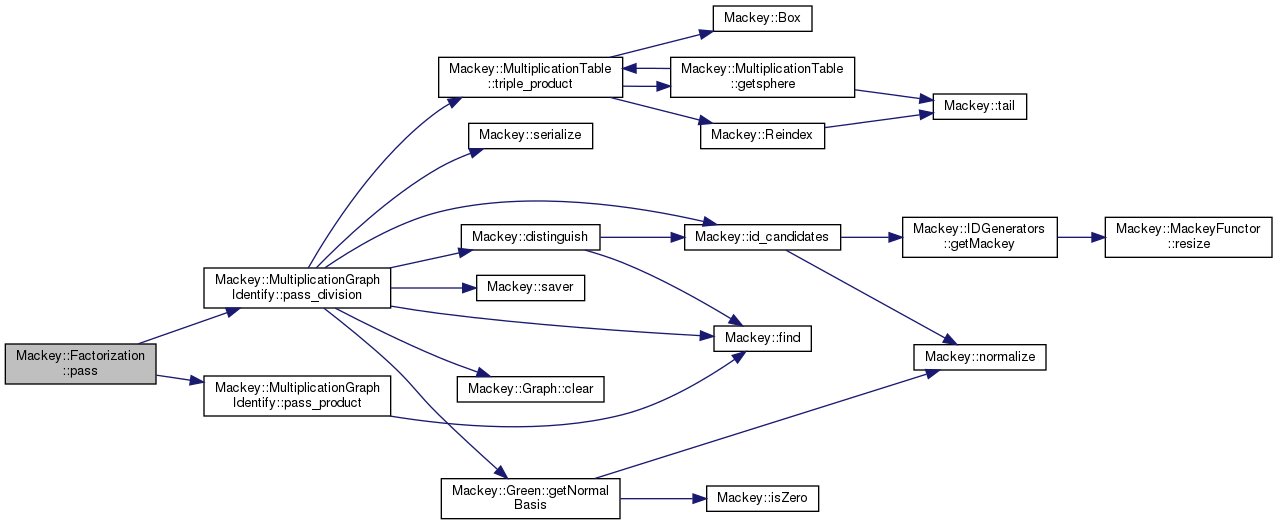 Mackey::Factorization
::pass
Mackey::MultiplicationGraph
Identify::pass_division
Mackey::MultiplicationGraph
Identify::pass_product
Mackey::MultiplicationTable
::triple_product
Mackey::serialize
Mackey::distinguish
Mackey::saver
Mackey::Graph::clear
Mackey::Green::getNormal
Basis
Mackey::Box
Mackey::MultiplicationTable
::getsphere
Mackey::Reindex
Mackey::id_candidates
Mackey::find
Mackey::isZero
Mackey::tail
Mackey::IDGenerators
::getMackey
Mackey::normalize
Mackey::MackeyFunctor
::resize